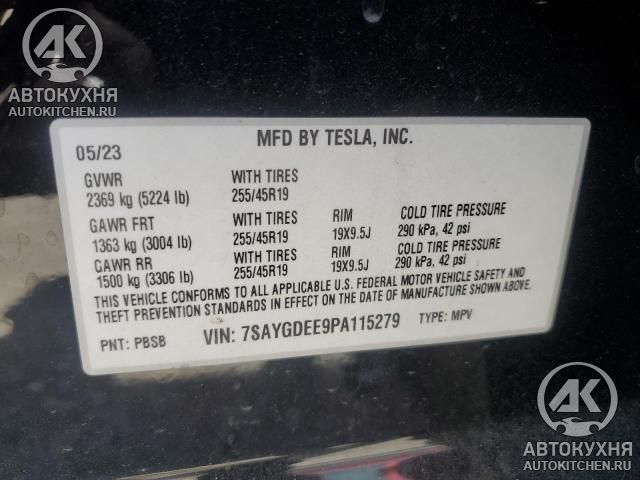 AK
АВТОКУХНЯ
AUTOKITCHEN.RU
MFD BY TESLA, INC.
05/23
GVWR WITH TIRES
2369 kg (5224 lb) 255/45R19
GAWR FRT WITH TIRES RIM COLD TIRE PRESSURE
1363 kg (3004 lb) 255/45R19 19X9.5J 290 kPa, 42 psi
GAWR RR WITH TIRES RIM COLD TIRE PRESSURE
1500 kg (3306 lb) 255/45R19 19X9.5J 290 kPa, 42 psi
THIS VEHICLE CONFORMS TO ALL APPLICABLE U.S. FEDERAL MOTOR VEHICLE SAFETY AND
THEFT PREVENTION STANDARDS IN EFFECT ON THE DATE OF MANUFACTURE SHOWN ABOVE.
PNT: PBSB VIN: 7SAYGDEE9PA115279 TYPE: MPV
AK
АВТОКУХНЯ
AUTOKITCHEN.RU